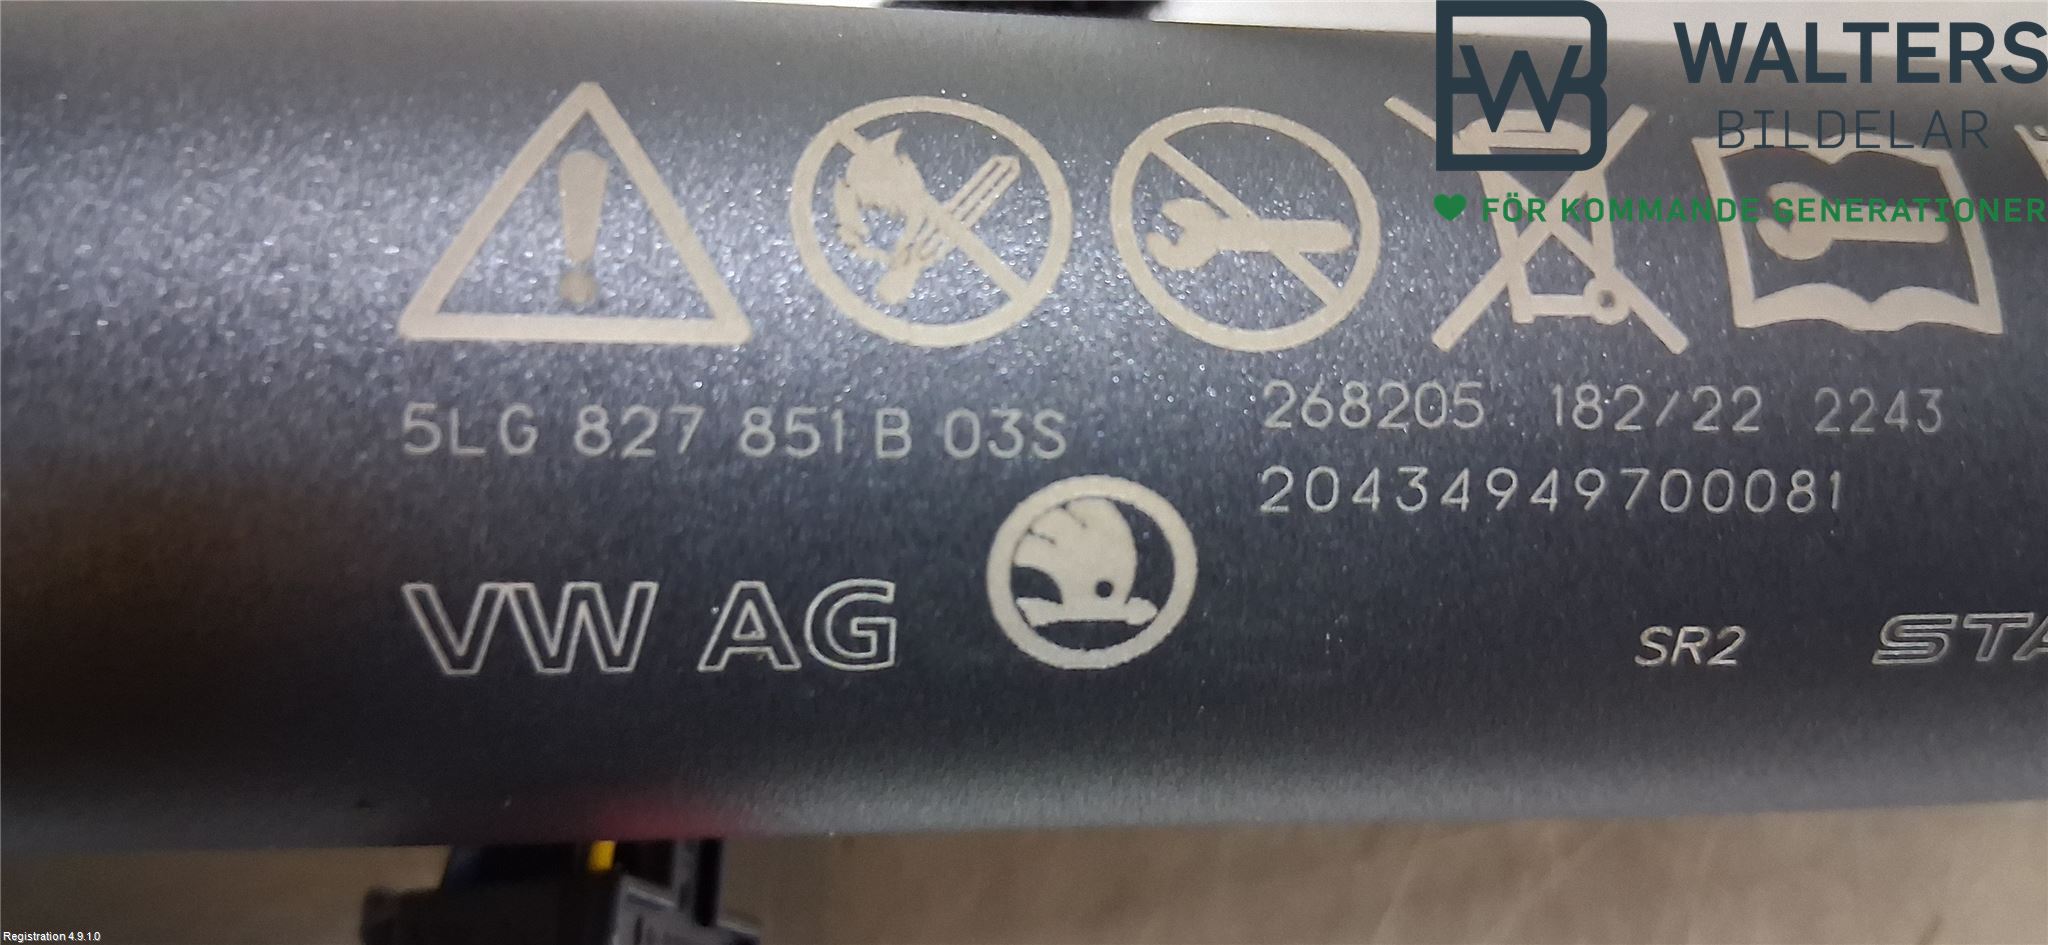 WALTERS
BILDELAR
FÖR KOMMANDE GENERATIONER
5LG 827 851 B 03S
268205 182/22 2243
20434949700081
VW AG
SR2
Registration 4.9.1.0